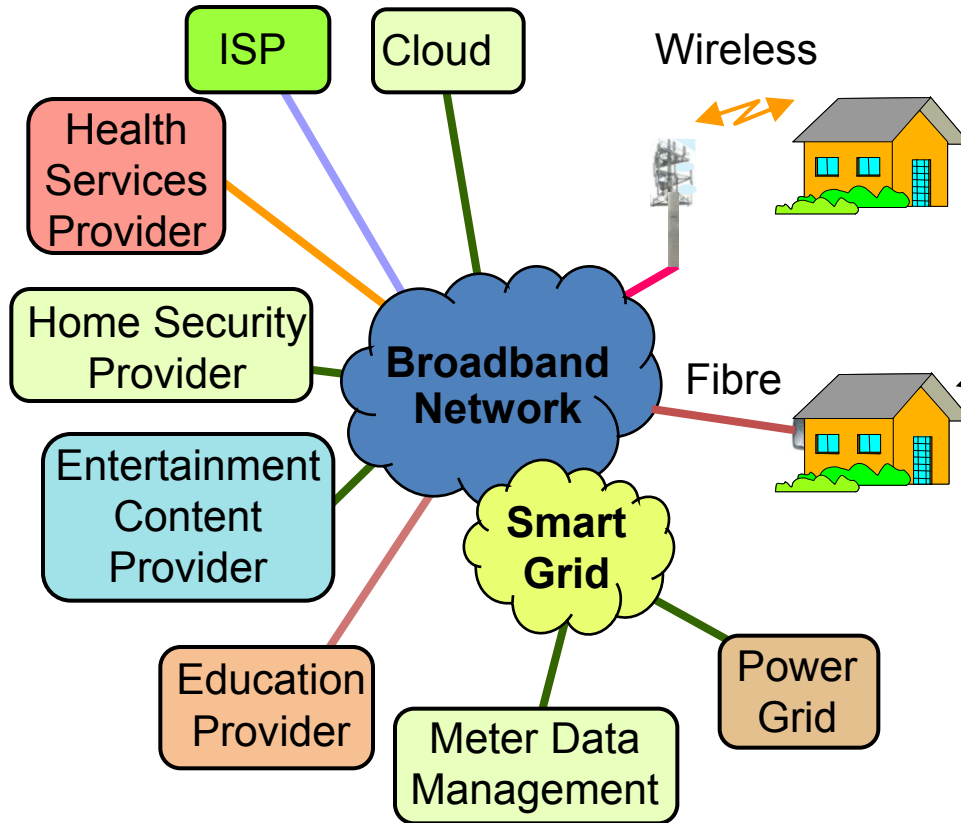 ISP
Cloud
Wireless
Health
Services
Provider
Home Security
Provider
Broadband
Network
Fibre
Entertainment
Content
Provider
Smart
Grid
Education
Provider
Power
Grid
Meter Data
Management